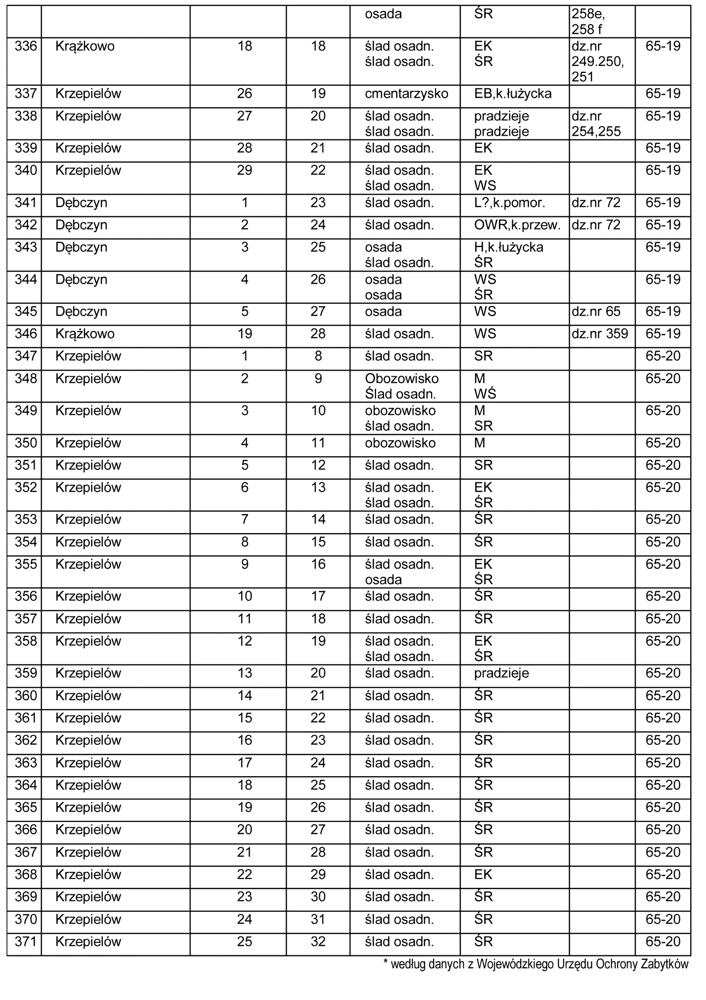 osada ŚR 258e,
258 f
336 Krążkowo 18 18 ślad osadn. EK dz.nr 65-19
ślad osadn. ŚR 249.250,
251
337 Krzepielów 26 19 cmentarzysko EB,k.łużycka 65-19
338 Krzepielów 27 20 ślad osadn. pradzieje dz.nr 65-19
ślad osadn. pradzieje 254,255
339 Krzepielów 28 21 ślad osadn. EK 65-19
340 Krzepielów 29 22 ślad osadn. EK 65-19
ślad osadn. WS
341 Dębczyn 1 23 ślad osadn. L?,k.pomor. dz.nr 72 65-19
342 Dębczyn 2 24 ślad osadn. OWR,k.przew. dz.nr 72 65-19
343 Dębczyn 3 25 osada H,k.łużycka 65-19
ślad osadn. ŚR
344 Dębczyn 4 26 osada WS 65-19
osada ŚR
345 Dębczyn 5 27 osada WS dz.nr 65 65-19
346 Krążkowo 19 28 ślad osadn. WS dz.nr 359 65-19
347 Krzepielów 1 8 ślad osadn. SR 65-20
348 Krzepielów 2 9 Obozowisko M 65-20
Ślad osadn. WŚ
349 Krzepielów 3 10 obozowisko M 65-20
ślad osadn. SR
350 Krzepielów 4 11 obozowisko M 65-20
351 Krzepielów 5 12 ślad osadn. SR 65-20
352 Krzepielów 6 13 ślad osadn. EK 65-20
ślad osadn. ŚR
353 Krzepielów 7 14 ślad osadn. ŚR 65-20
354 Krzepielów 8 15 ślad osadn. ŚR 65-20
355 Krzepielów 9 16 ślad osadn. EK 65-20
osada ŚR
356 Krzepielów 10 17 ślad osadn. ŚR 65-20
357 Krzepielów 11 18 ślad osadn. ŚR 65-20
358 Krzepielów 12 19 ślad osadn. EK 65-20
ślad osadn. ŚR
359 Krzepielów 13 20 ślad osadn. pradzieje 65-20
360 Krzepielów 14 21 ślad osadn. ŚR 65-20
361 Krzepielów 15 22 ślad osadn. ŚR 65-20
362 Krzepielów 16 23 ślad osadn. ŚR 65-20
363 Krzepielów 17 24 ślad osadn. ŚR 65-20
364 Krzepielów 18 25 ślad osadn. ŚR 65-20
365 Krzepielów 19 26 ślad osadn. ŚR 65-20
366 Krzepielów 20 27 ślad osadn. ŚR 65-20
367 Krzepielów 21 28 ślad osadn. ŚR 65-20
368 Krzepielów 22 29 ślad osadn. EK 65-20
369 Krzepielów 23 30 ślad osadn. ŚR 65-20
370 Krzepielów 24 31 ślad osadn. ŚR 65-20
371 Krzepielów 25 32 ślad osadn. ŚR 65-20
* według danych z Wojewódzkiego Urzędu Ochrony Zabytków